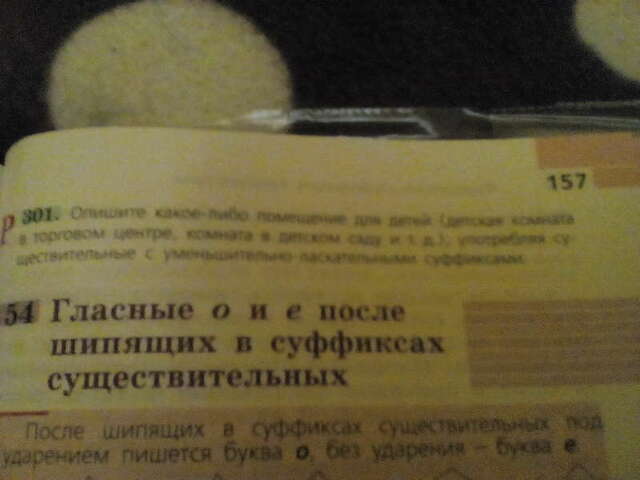 157
Р 301. Опишите какое-либо помещение для детей (детская комната
в торговом центре, комната в детском саду и т. д.), употребляя су-
ществительные с уменьшительно-ласкательными суффиксами.
54 Гласные о и е после
шипящих в суффиксах
существительных
После шипящих в суффиксах существительных под
ударением пишется буква о, без ударения – буква е.